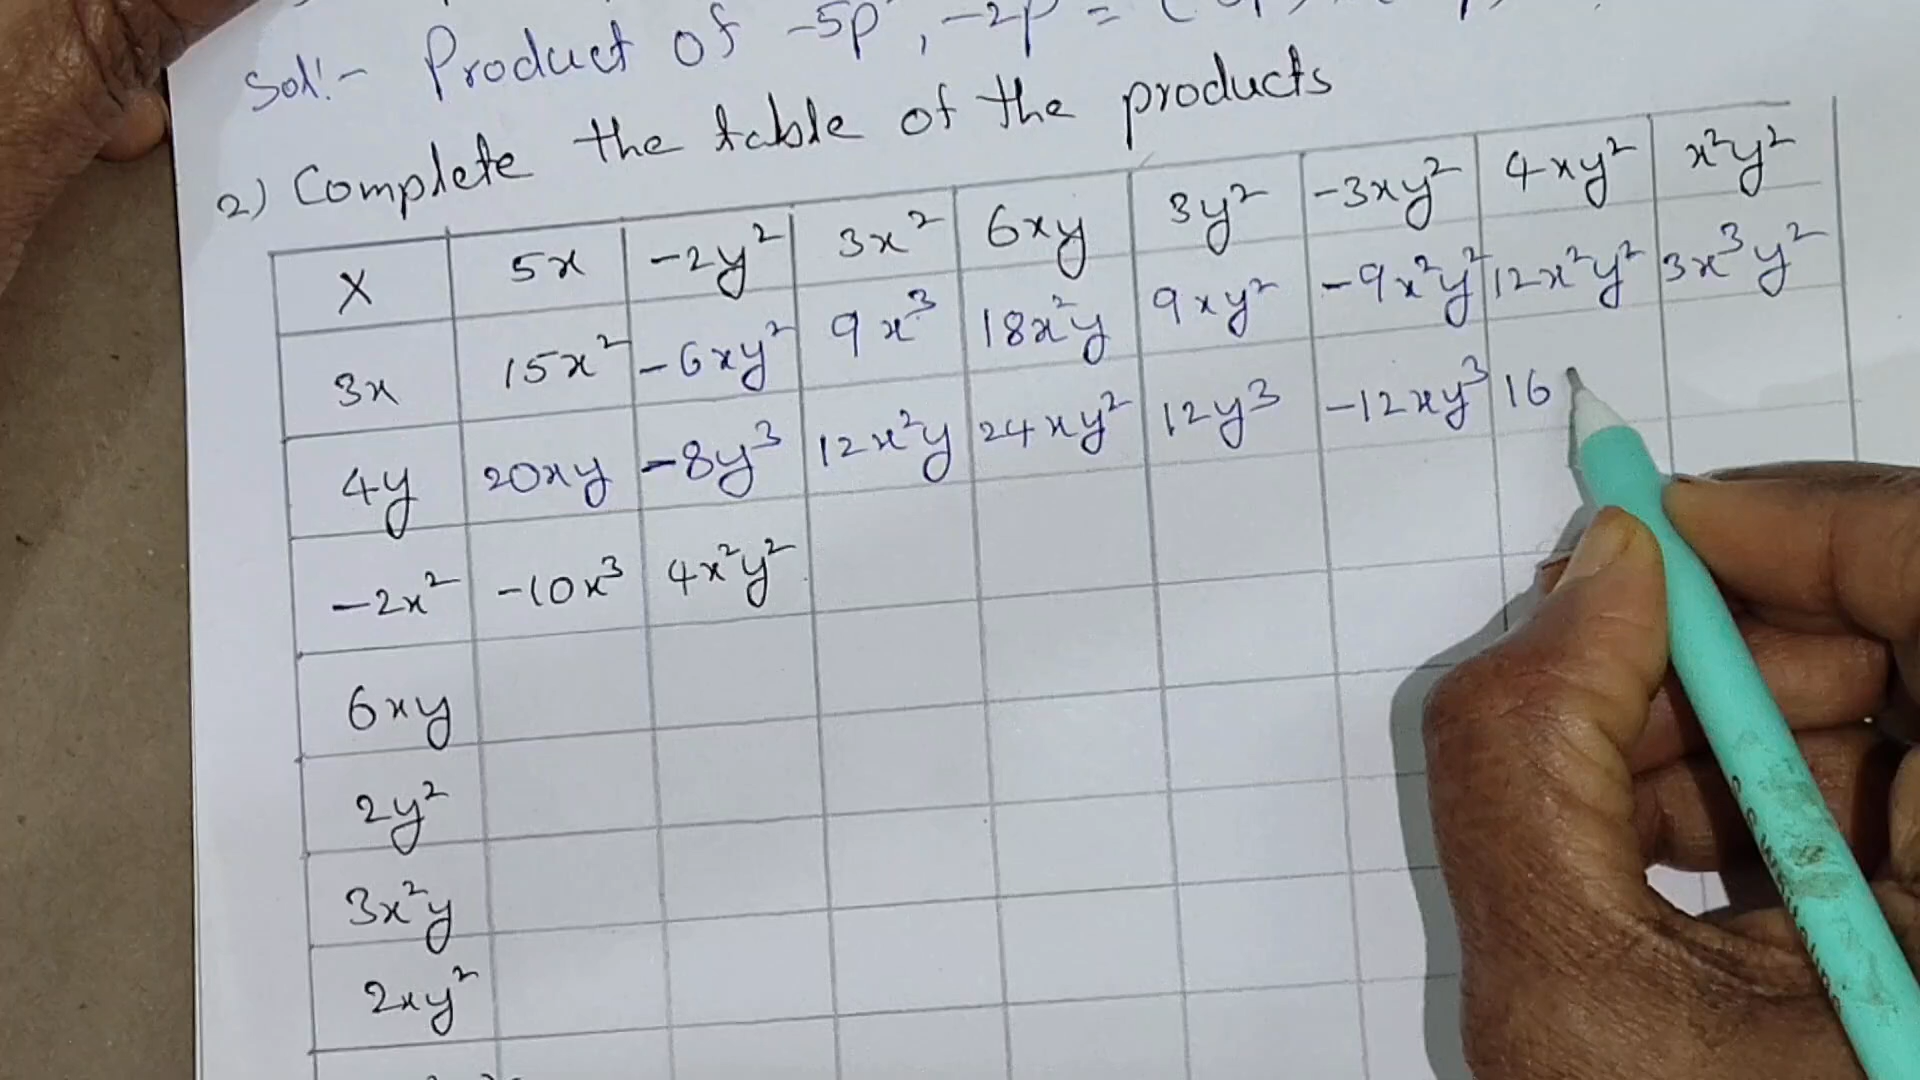 Sol:- Product of -5p , -2p = (
2) Complete the table of the products
X 5x -2y² 3x² 6xy 3y² -3xy² 4xy² x²y²
3x 15x² -6xy² 9x³ 18x²y 9xy² -9x²y² 12x²y² 3x³y²
4y 20xy -8y³ 12x²y 24xy² 12y³ -12xy³ 16
-2x² -10x³ 4x²y²
6xy
2y²
3x²y
2xy²